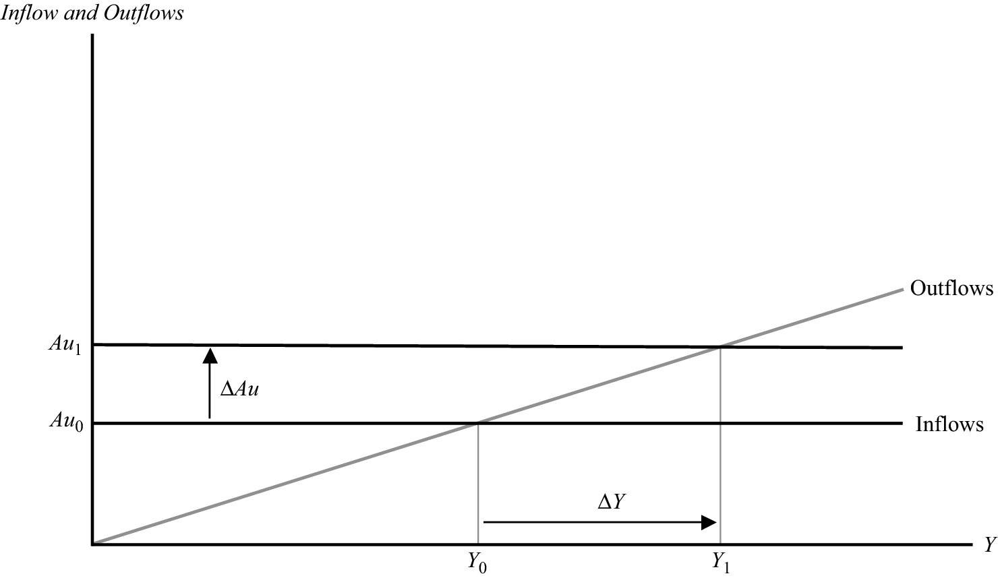 Inflow and Outflows
Outflows
Au₁
ΔAu
Au₀
Inflows
ΔY
Y
Y₀
Y₁